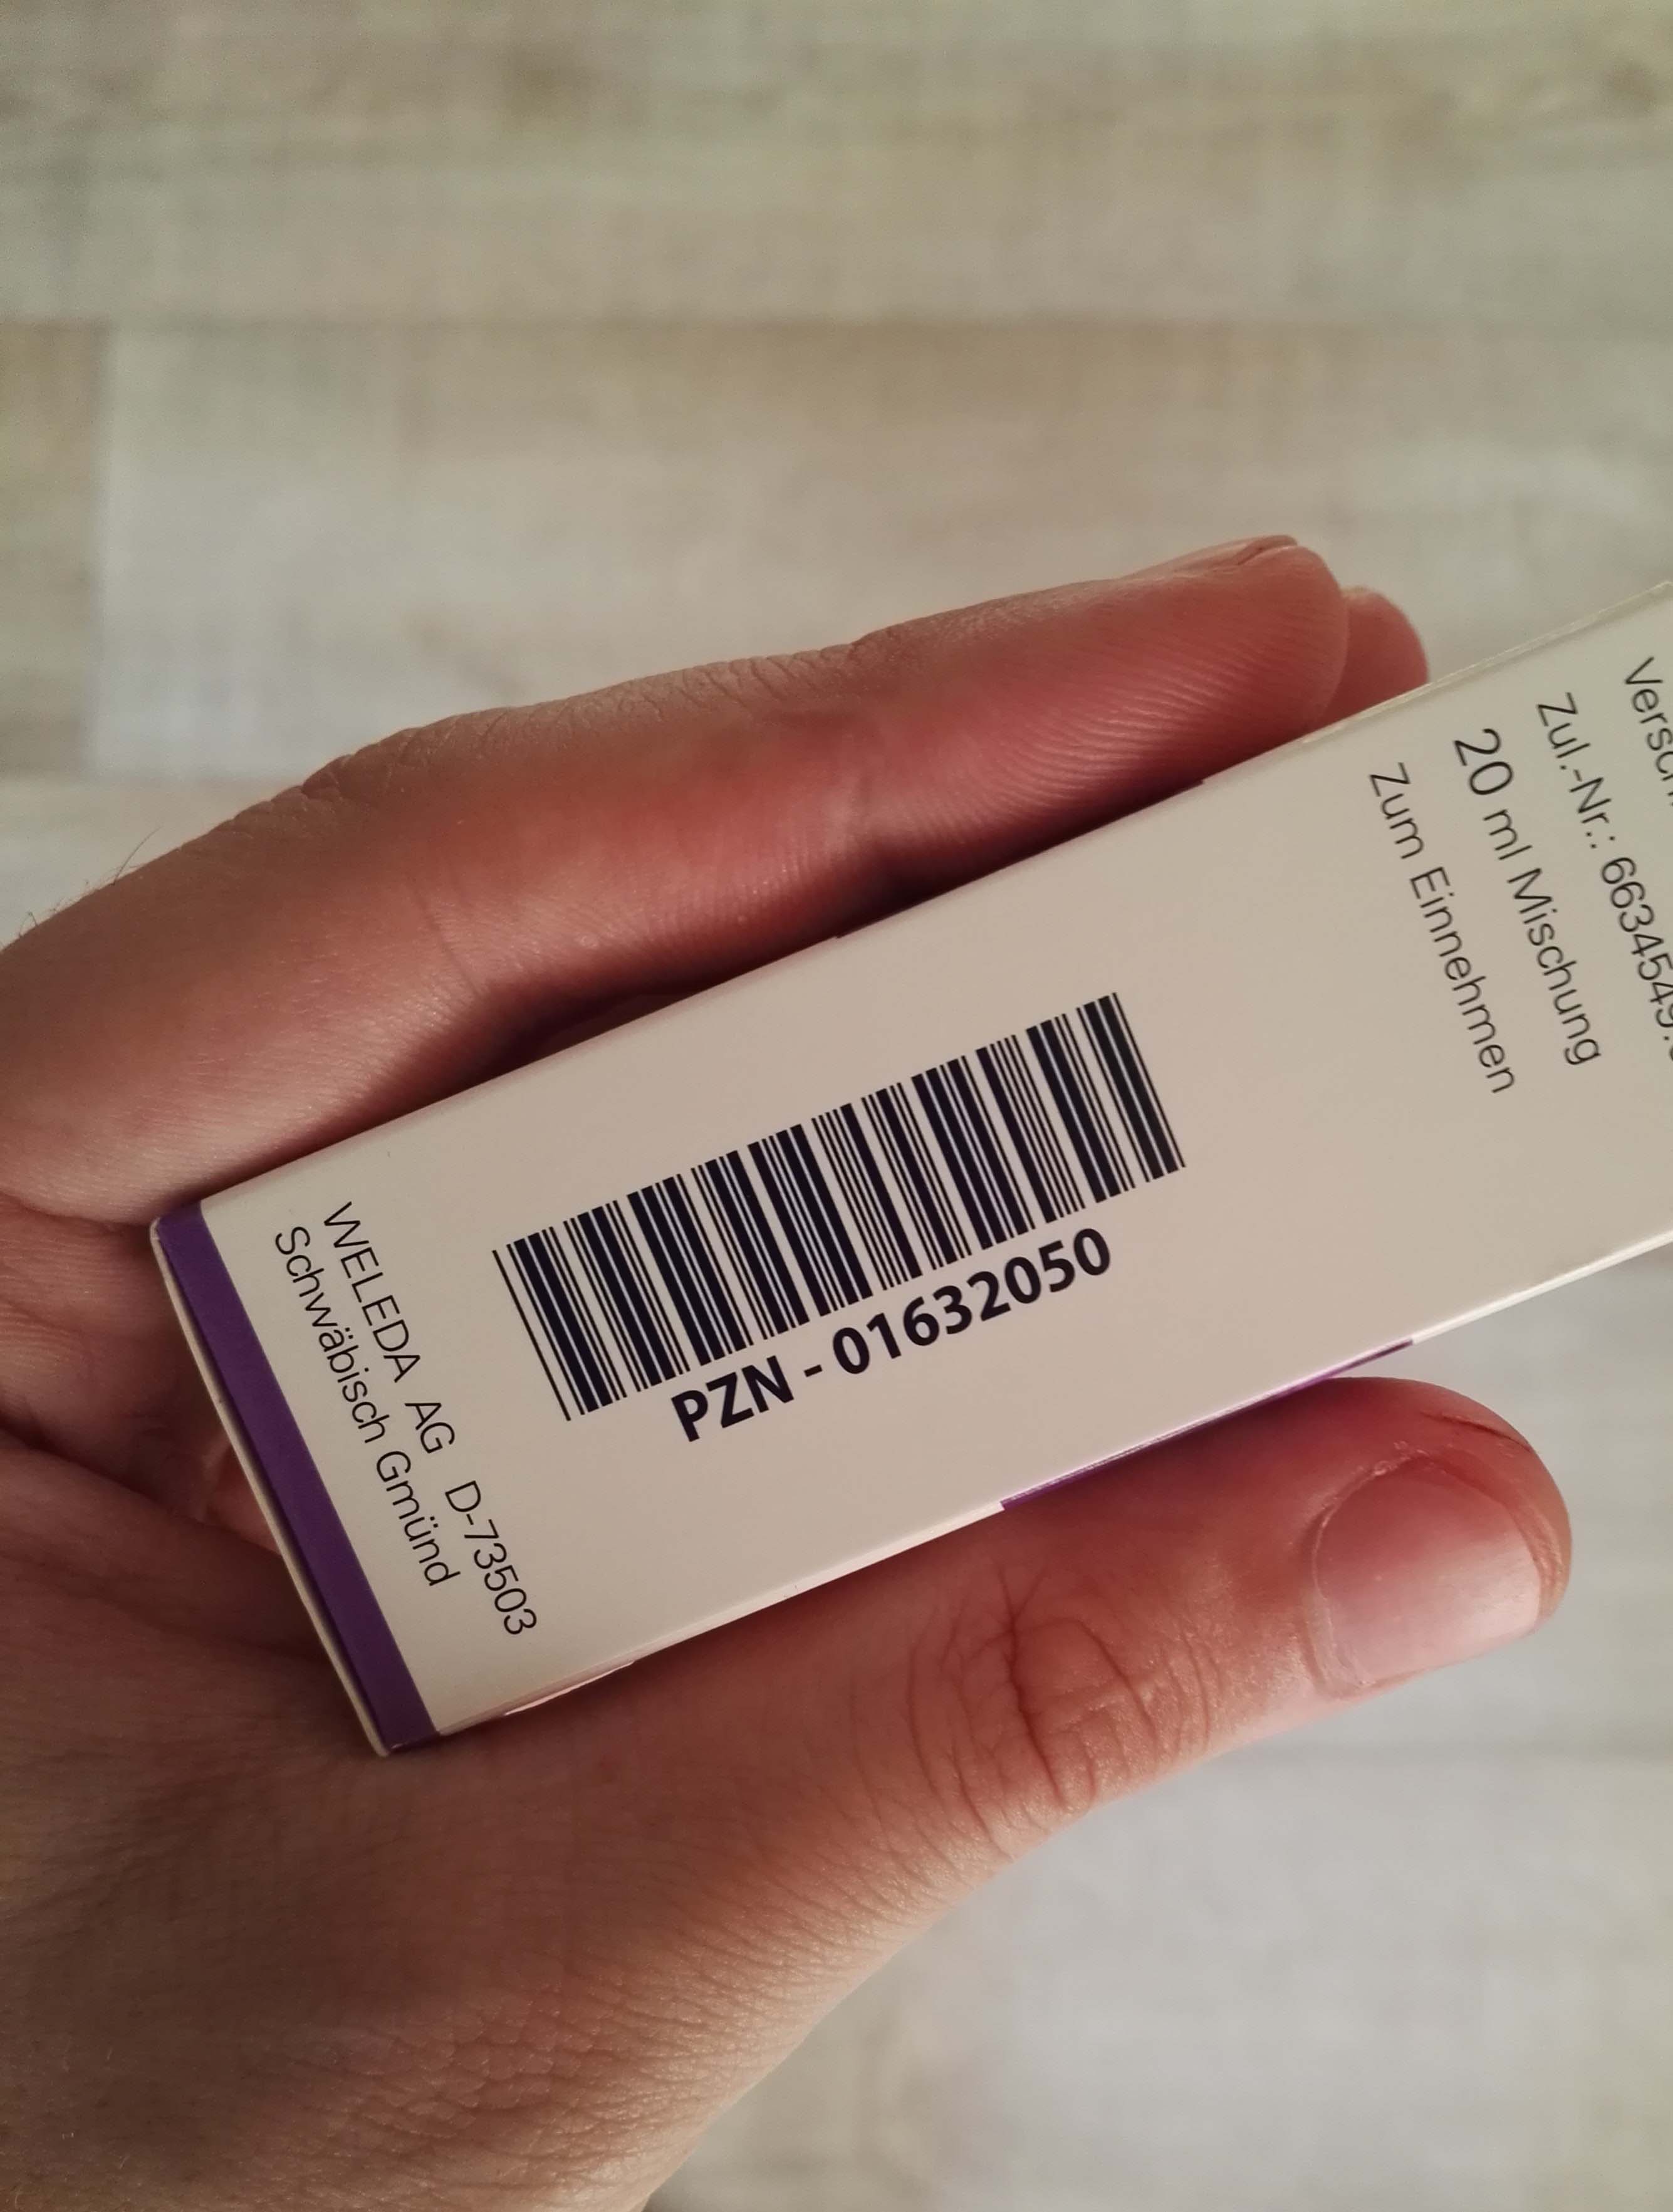 Zul.-Nr.:
20 ml Mischung
Zum Einnehmen
PZN - 01632050
WELEDA AG D-73503
Schwäbisch Gmünd